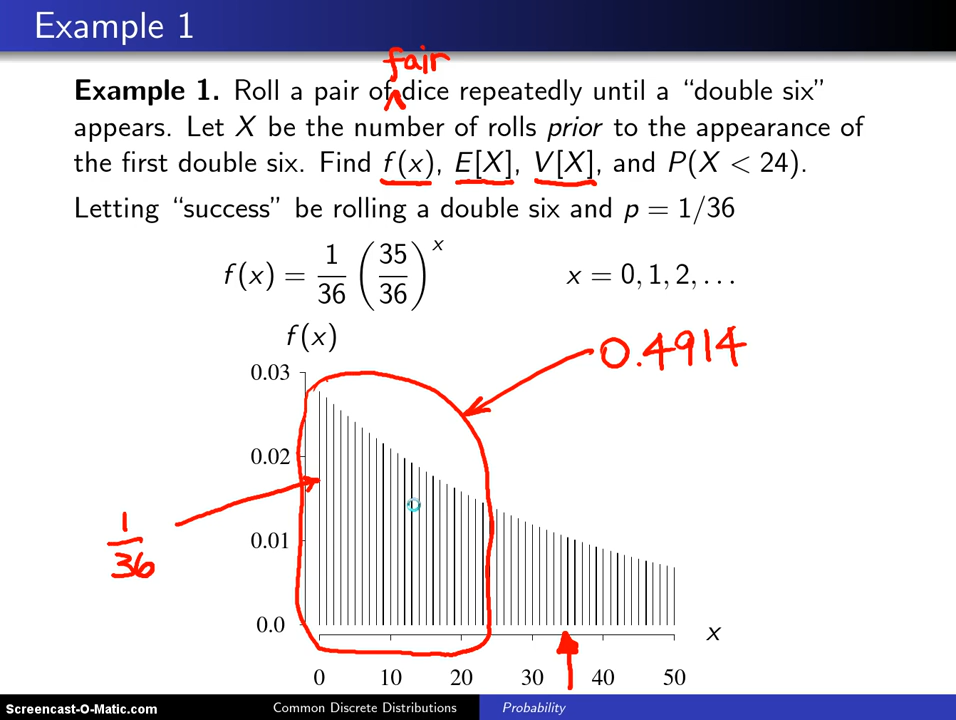 Example 1
fair
Example 1. Roll a pair of dice repeatedly until a “double six”
appears. Let X be the number of rolls prior to the appearance of
the first double six. Find f(x), E[X], V[X], and P(X < 24).
Letting “success” be rolling a double six and p = 1/36
f(x) = 1/36 (35/36)^x x = 0, 1, 2, . . .
f(x)
0.4914
0.03
0.02
0.01
0.0
1/36
x
0 10 20 30 40 50
Screencast-O-Matic.com Common Discrete Distributions Probability